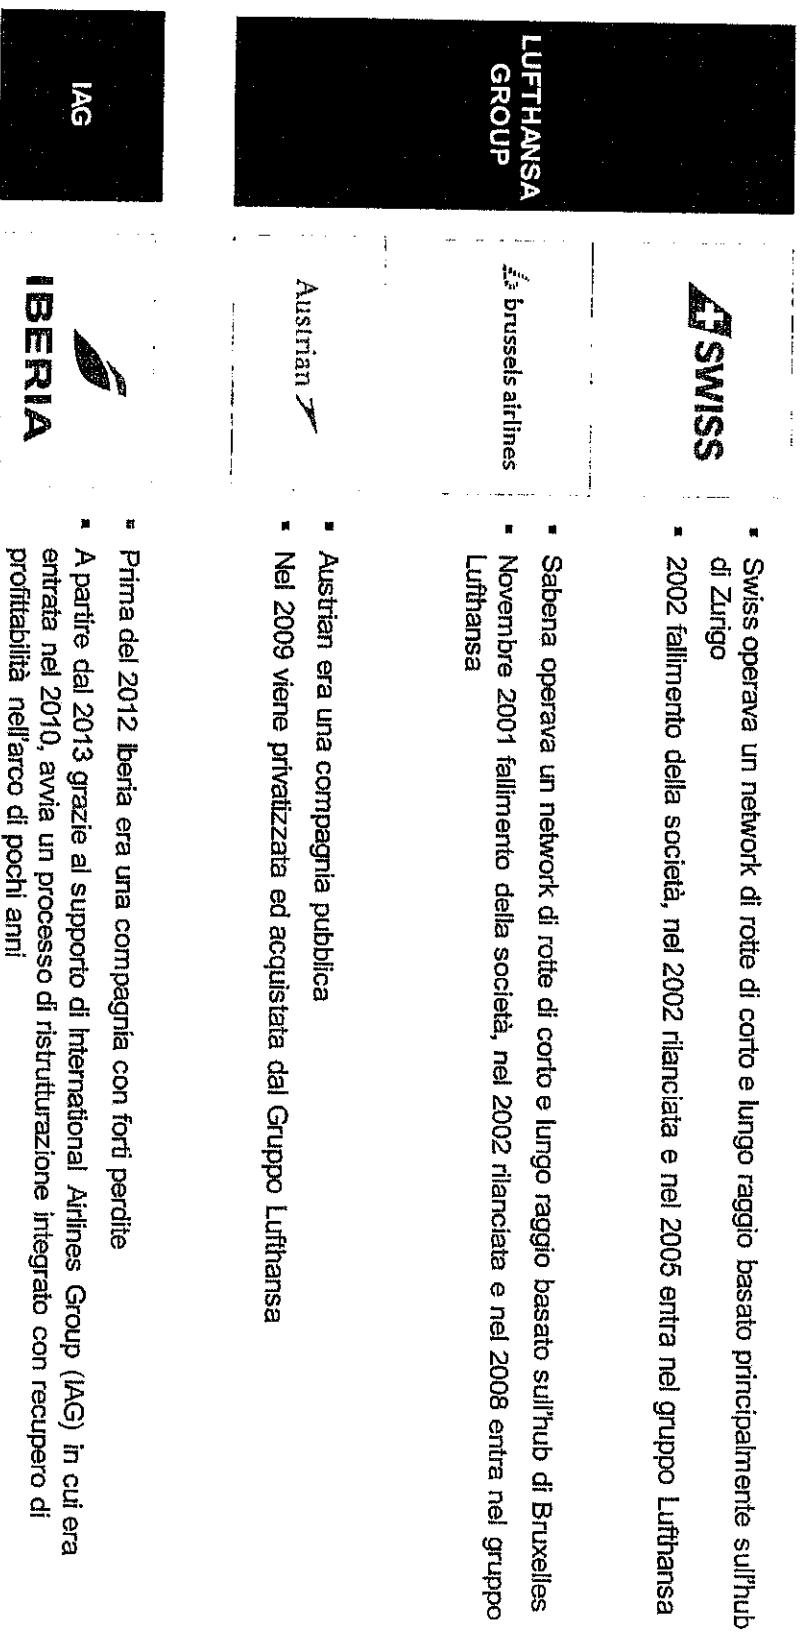 LUFTHANSA
GROUP
SWISS
▪ Swiss operava un network di rotte di corto e lungo raggio basato principalmente sull'hub
di Zurigo
▪ 2002 fallimento della società, nel 2002 rilanciata e nel 2005 entra nel gruppo Lufthansa
brussels airlines
▪ Sabena operava un network di rotte di corto e lungo raggio basato sull'hub di Bruxelles
▪ Novembre 2001 fallimento della società, nel 2002 rilanciata e nel 2008 entra nel gruppo
Lufthansa
Austrian
▪ Austrian era una compagnia pubblica
▪ Nel 2009 viene privatizzata ed acquistata dal Gruppo Lufthansa
IAG
IBERIA
▪ Prima del 2012 Iberia era una compagnia con forti perdite
▪ A partire dal 2013 grazie al supporto di International Airlines Group (IAG) in cui era
entrata nel 2010, avvia un processo di ristrutturazione integrato con recupero di
profittabilità nell'arco di pochi anni